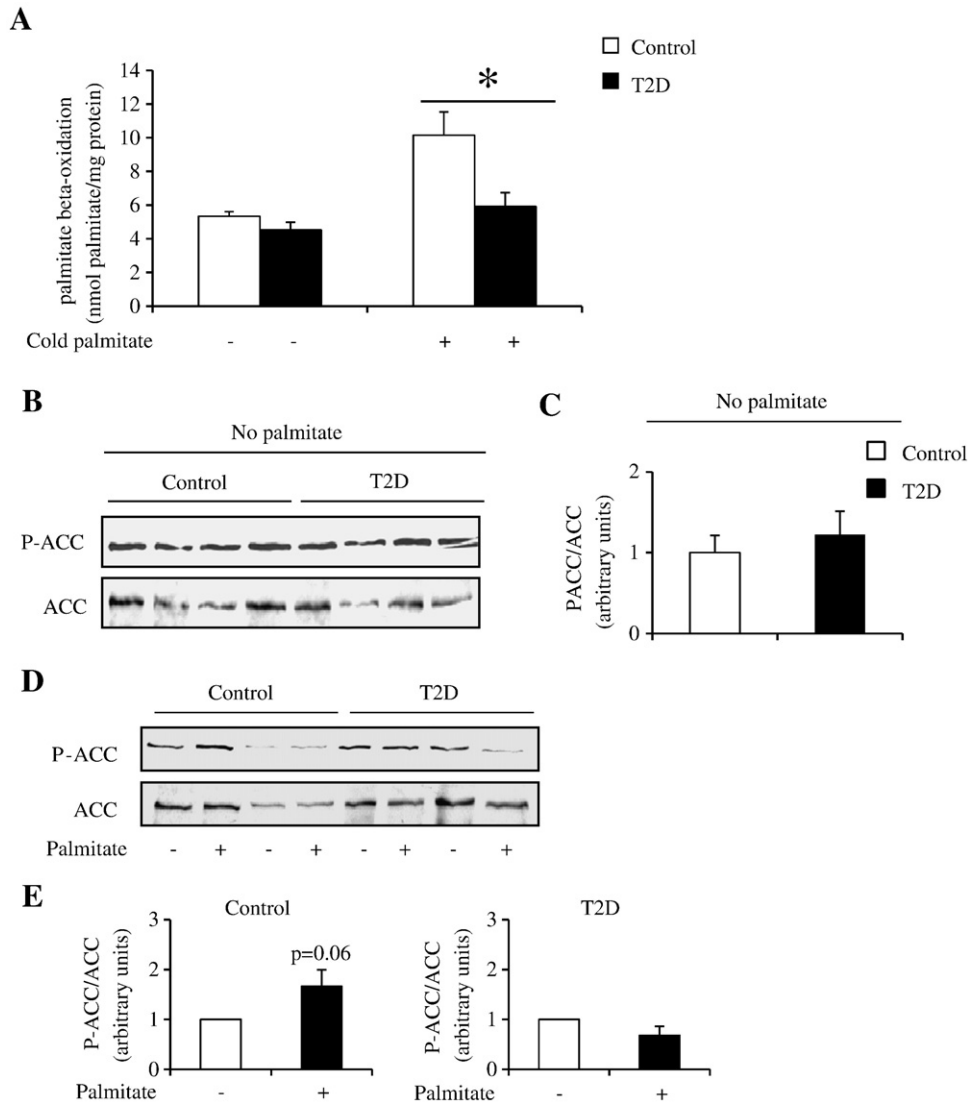 A
Control
T2D
palmitate beta-oxidation
(nmol palmitate/mg protein)
14
12
10
8
6
4
2
0
*
Cold palmitate - - + +
B
No palmitate
Control T2D
P-ACC
ACC
C
No palmitate
Control
T2D
PACC/ACC
(arbitrary units)
2
1
0
D
Control T2D
P-ACC
ACC
Palmitate - + - + - + - +
E
Control
P-ACC/ACC
(arbitrary units)
3
2
1
0
p=0.06
Palmitate - +
T2D
P-ACC/ACC
(arbitrary units)
3
2
1
0
Palmitate - +